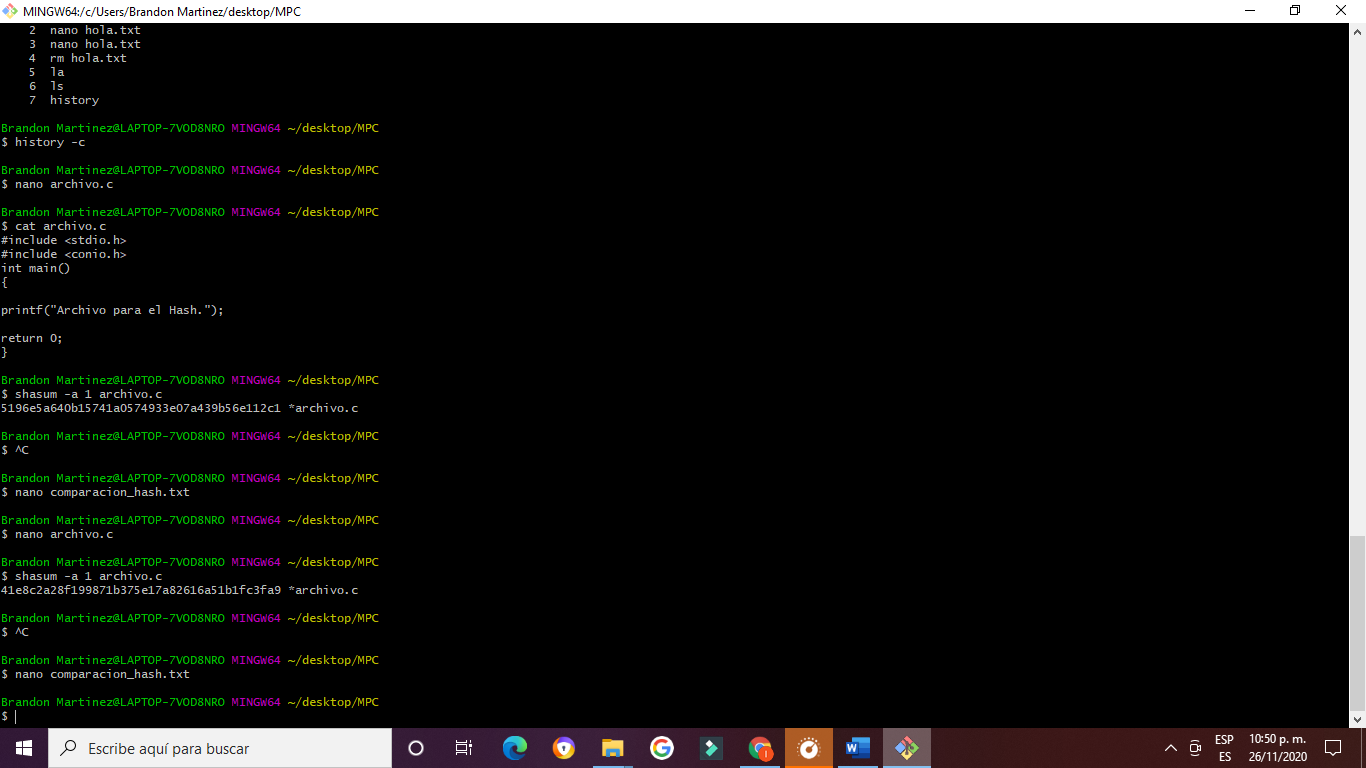 MINGW64:/c/Users/Brandon Martinez/desktop/MPC
2 nano hola.txt
3 nano hola.txt
4 rm hola.txt
5 la
6 ls
7 history
Brandon Martinez@LAPTOP-7VOD8NRO MINGW64 ~/desktop/MPC
$ history -c
Brandon Martinez@LAPTOP-7VOD8NRO MINGW64 ~/desktop/MPC
$ nano archivo.c
Brandon Martinez@LAPTOP-7VOD8NRO MINGW64 ~/desktop/MPC
$ cat archivo.c
#include <stdio.h>
#include <conio.h>
int main()
{
printf("Archivo para el Hash.");
return 0;
}
Brandon Martinez@LAPTOP-7VOD8NRO MINGW64 ~/desktop/MPC
$ shasum -a 1 archivo.c
5196e5a640b15741a0574933e07a439b56e112c1 *archivo.c
Brandon Martinez@LAPTOP-7VOD8NRO MINGW64 ~/desktop/MPC
$ ^C
Brandon Martinez@LAPTOP-7VOD8NRO MINGW64 ~/desktop/MPC
$ nano comparacion_hash.txt
Brandon Martinez@LAPTOP-7VOD8NRO MINGW64 ~/desktop/MPC
$ nano archivo.c
Brandon Martinez@LAPTOP-7VOD8NRO MINGW64 ~/desktop/MPC
$ shasum -a 1 archivo.c
41e8c2a28f199871b375e17a82616a51b1fc3fa9 *archivo.c
Brandon Martinez@LAPTOP-7VOD8NRO MINGW64 ~/desktop/MPC
$ ^C
Brandon Martinez@LAPTOP-7VOD8NRO MINGW64 ~/desktop/MPC
$ nano comparacion_hash.txt
Brandon Martinez@LAPTOP-7VOD8NRO MINGW64 ~/desktop/MPC
$
Escribe aquí para buscar
ESP
ES
10:50 p. m.
26/11/2020